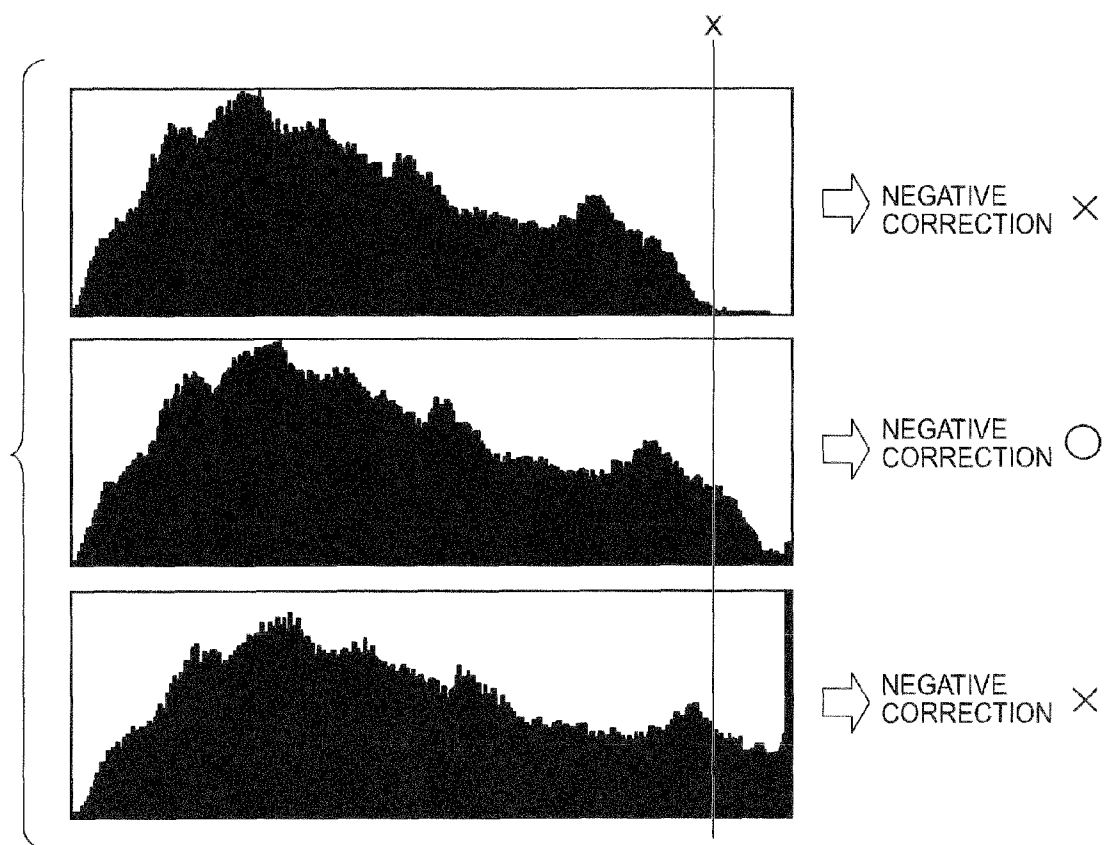 X
NEGATIVE
CORRECTION ×
NEGATIVE
CORRECTION ○
NEGATIVE
CORRECTION ×